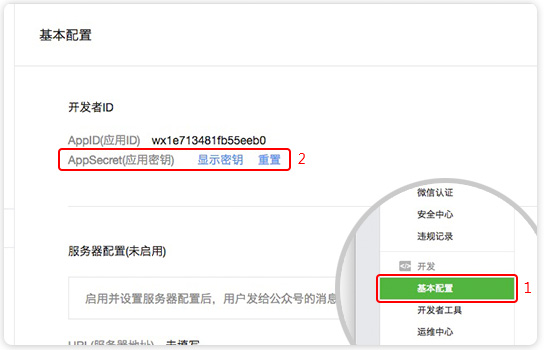 基本配置
开发者ID
AppID(应用ID) wx1e713481fb55eeb0
AppSecret(应用密钥) 显示密钥 重置 2
微信认证
安全中心
违规记录
服务器配置(未启用)
</> 开发
启用并设置服务器配置后，用户发给公众号的消息
基本配置 1
开发者工具
运维中心
URL(服务器地址) 未填写